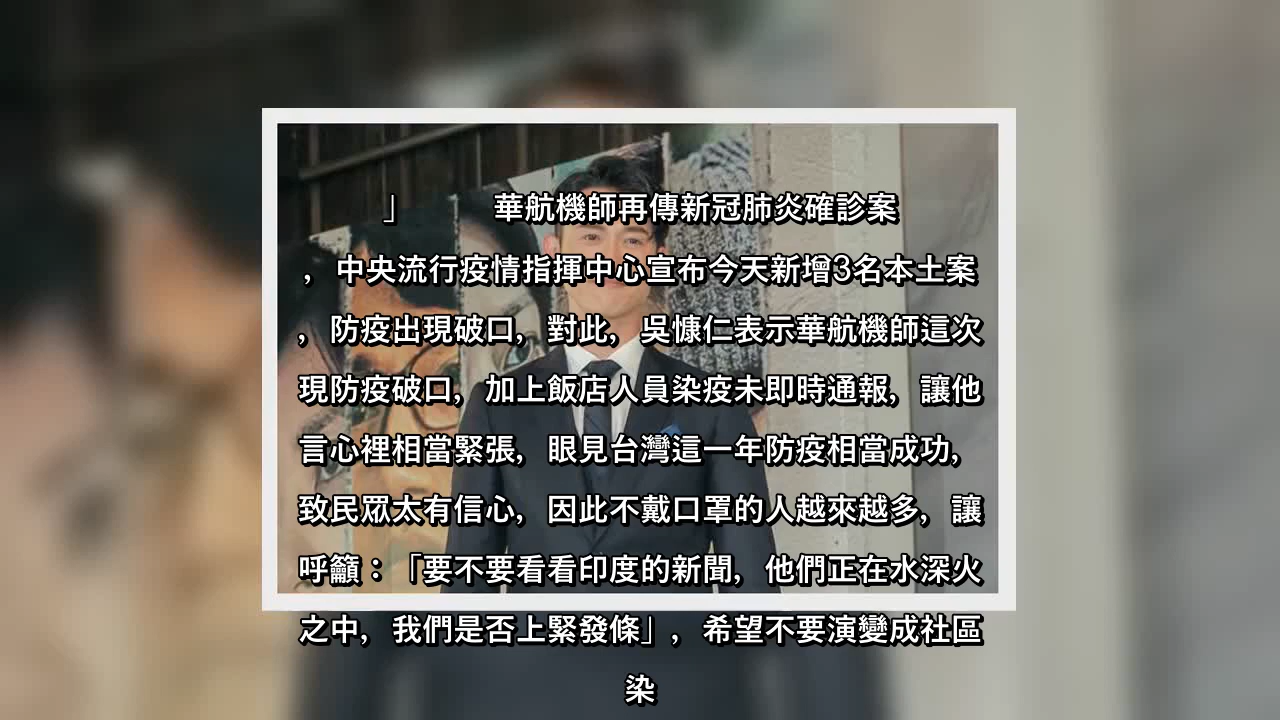 」 華航機師再傳新冠肺炎確診案
，中央流行疫情指揮中心宣布今天新增3名本土案
，防疫出現破口，對此，吳慷仁表示華航機師這次
現防疫破口，加上飯店人員染疫未即時通報，讓他
言心裡相當緊張，眼見台灣這一年防疫相當成功，
致民眾太有信心，因此不戴口罩的人越來越多，讓
呼籲：「要不要看看印度的新聞，他們正在水深火
之中，我們是否上緊發條」，希望不要演變成社區
染